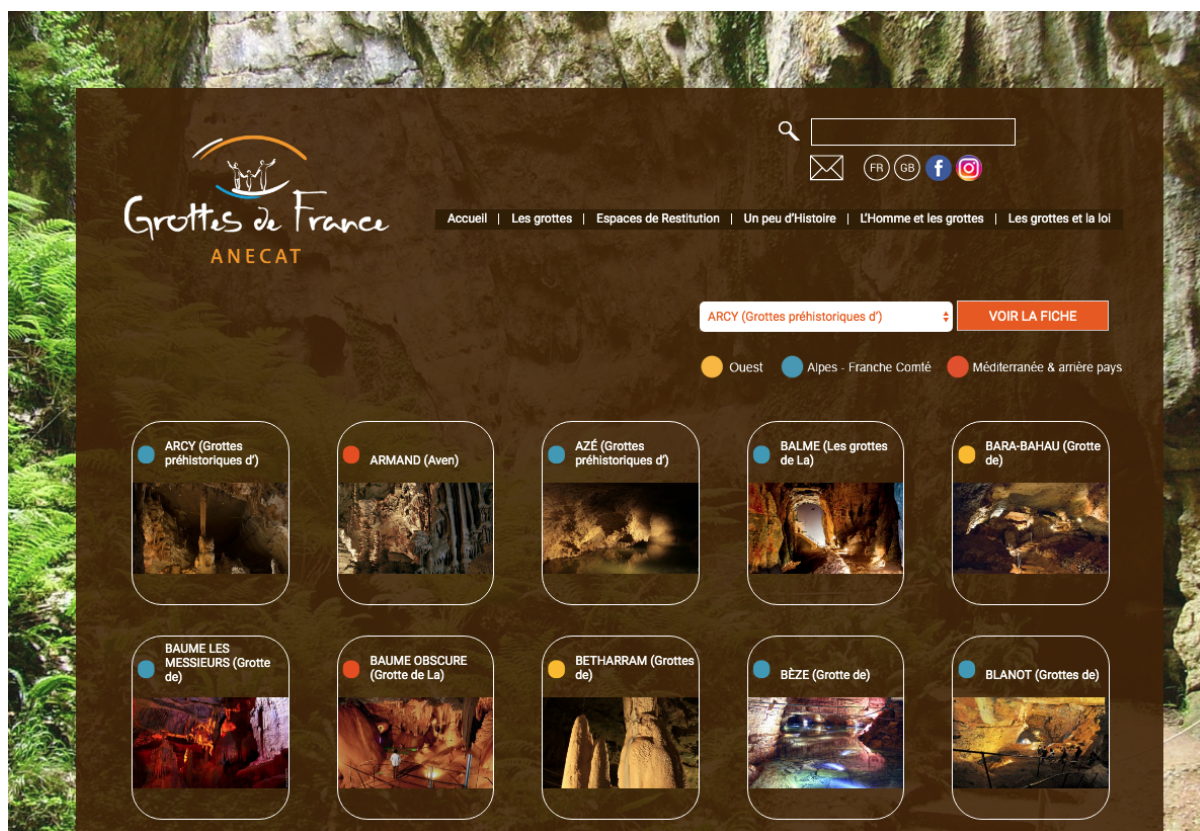 Grottes de France
ANECAT
FR GB
Accueil | Les grottes | Espaces de Restitution | Un peu d'Histoire | L'Homme et les grottes | Les grottes et la loi
ARCY (Grottes préhistoriques d')
VOIR LA FICHE
Ouest
Alpes - Franche Comté
Méditerranée & arrière pays
ARCY (Grottes
préhistoriques d')
ARMAND (Aven)
AZÉ (Grottes
préhistoriques d')
BALME (Les grottes
de La)
BARA-BAHAU (Grotte
de)
BAUME LES
MESSIEURS (Grotte
de)
BAUME OBSCURE
(Grotte de La)
BETHARRAM (Grottes
de)
BÈZE (Grotte de)
BLANOT (Grottes de)